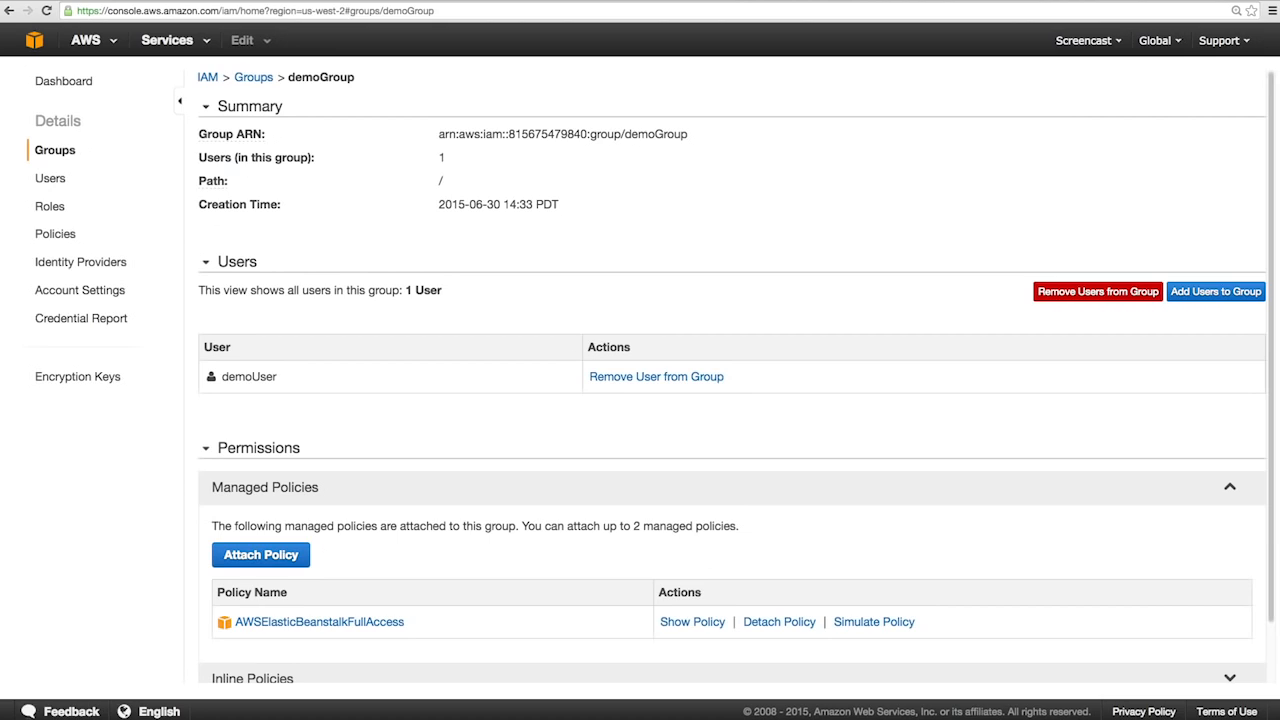 https://console.aws.amazon.com/iam/home?region=us-west-2#groups/demoGroup
AWS Services Edit Screencast Global Support
Dashboard
Details
Groups
Users
Roles
Policies
Identity Providers
Account Settings
Credential Report
Encryption Keys
IAM > Groups > demoGroup
Summary
Group ARN: arn:aws:iam::815675479840:group/demoGroup
Users (in this group): 1
Path: /
Creation Time: 2015-06-30 14:33 PDT
Users
This view shows all users in this group: 1 User
Remove Users from Group Add Users to Group
User Actions
demoUser Remove User from Group
Permissions
Managed Policies
The following managed policies are attached to this group. You can attach up to 2 managed policies.
Attach Policy
Policy Name Actions
AWSElasticBeanstalkFullAccess Show Policy | Detach Policy | Simulate Policy
Inline Policies
Feedback English © 2008 - 2015, Amazon Web Services, Inc. or its affiliates. All rights reserved. Privacy Policy Terms of Use